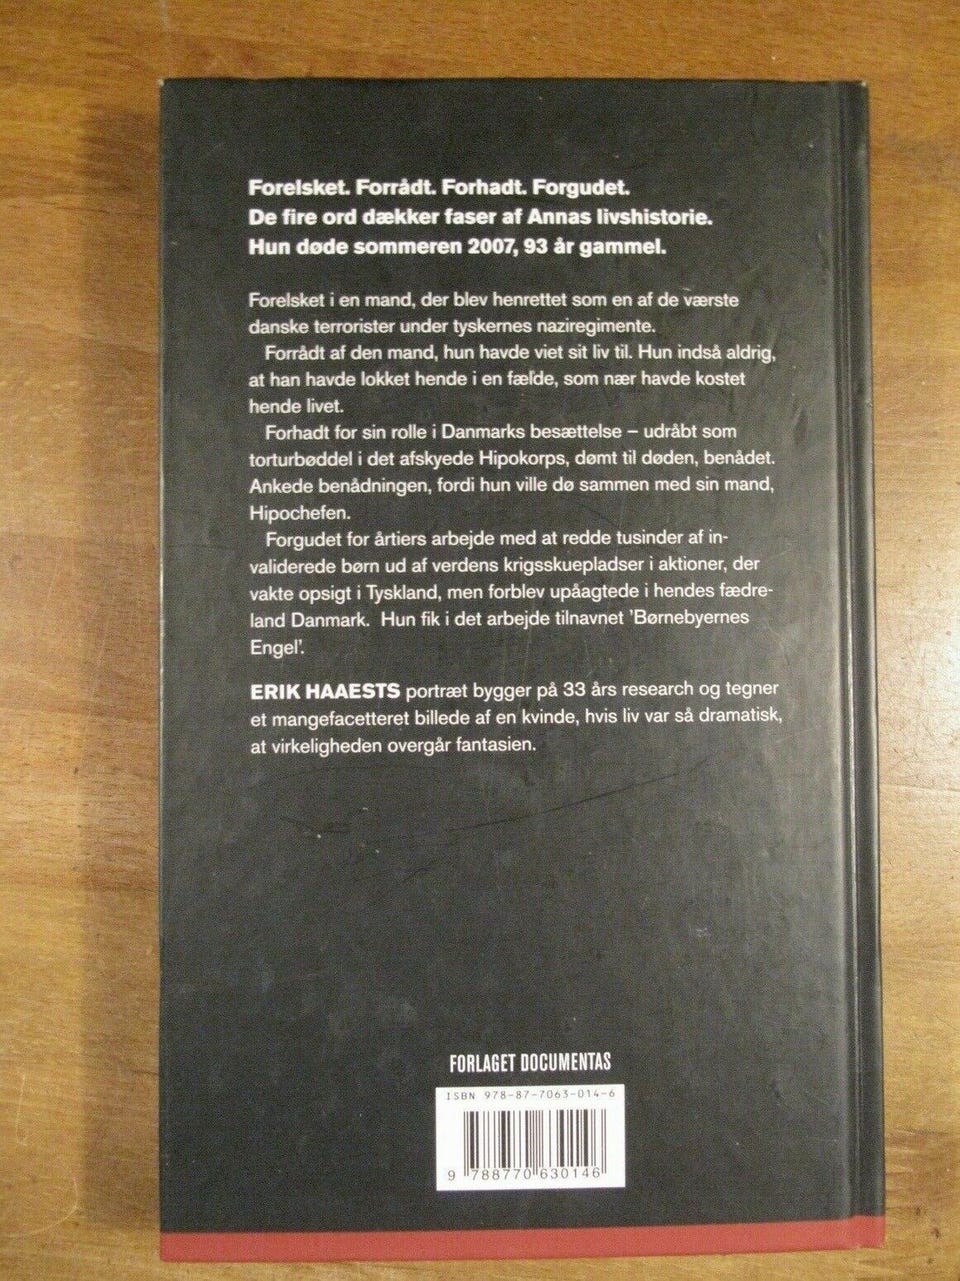 Forelsket. Forrådt. Forhadt. Forgudet.
De fire ord dækker faser af Annas livshistorie.
Hun døde sommeren 2007, 93 år gammel.
Forelsket i en mand, der blev henrettet som en af de værste
danske terrorister under tyskernes naziregimente.
Forrådt af den mand, hun havde viet sit liv til. Hun indså aldrig,
at han havde lokket hende i en fælde, som nær havde kostet
hende livet.
Forhadt for sin rolle i Danmarks besættelse – udråbt som
torturbøddel i det afskyede Hipokorps, dømt til døden, benådet.
Ankede benådningen, fordi hun ville dø sammen med sin mand,
Hipochefen.
Forgudet for årtiers arbejde med at redde tusinder af in-
validerede børn ud af verdens krigsskuepladser i aktioner, der
vakte opsigt i Tyskland, men forblev upåagtede i hendes fædre-
land Danmark. Hun fik i det arbejde tilnavnet 'Børnebyernes
Engel'.
ERIK HAAESTS portræt bygger på 33 års research og tegner
et mangefacetteret billede af en kvinde, hvis liv var så dramatisk,
at virkeligheden overgår fantasien.
FORLAGET DOCUMENTAS
ISBN 978-87-7063-014-6
9 788770 630146